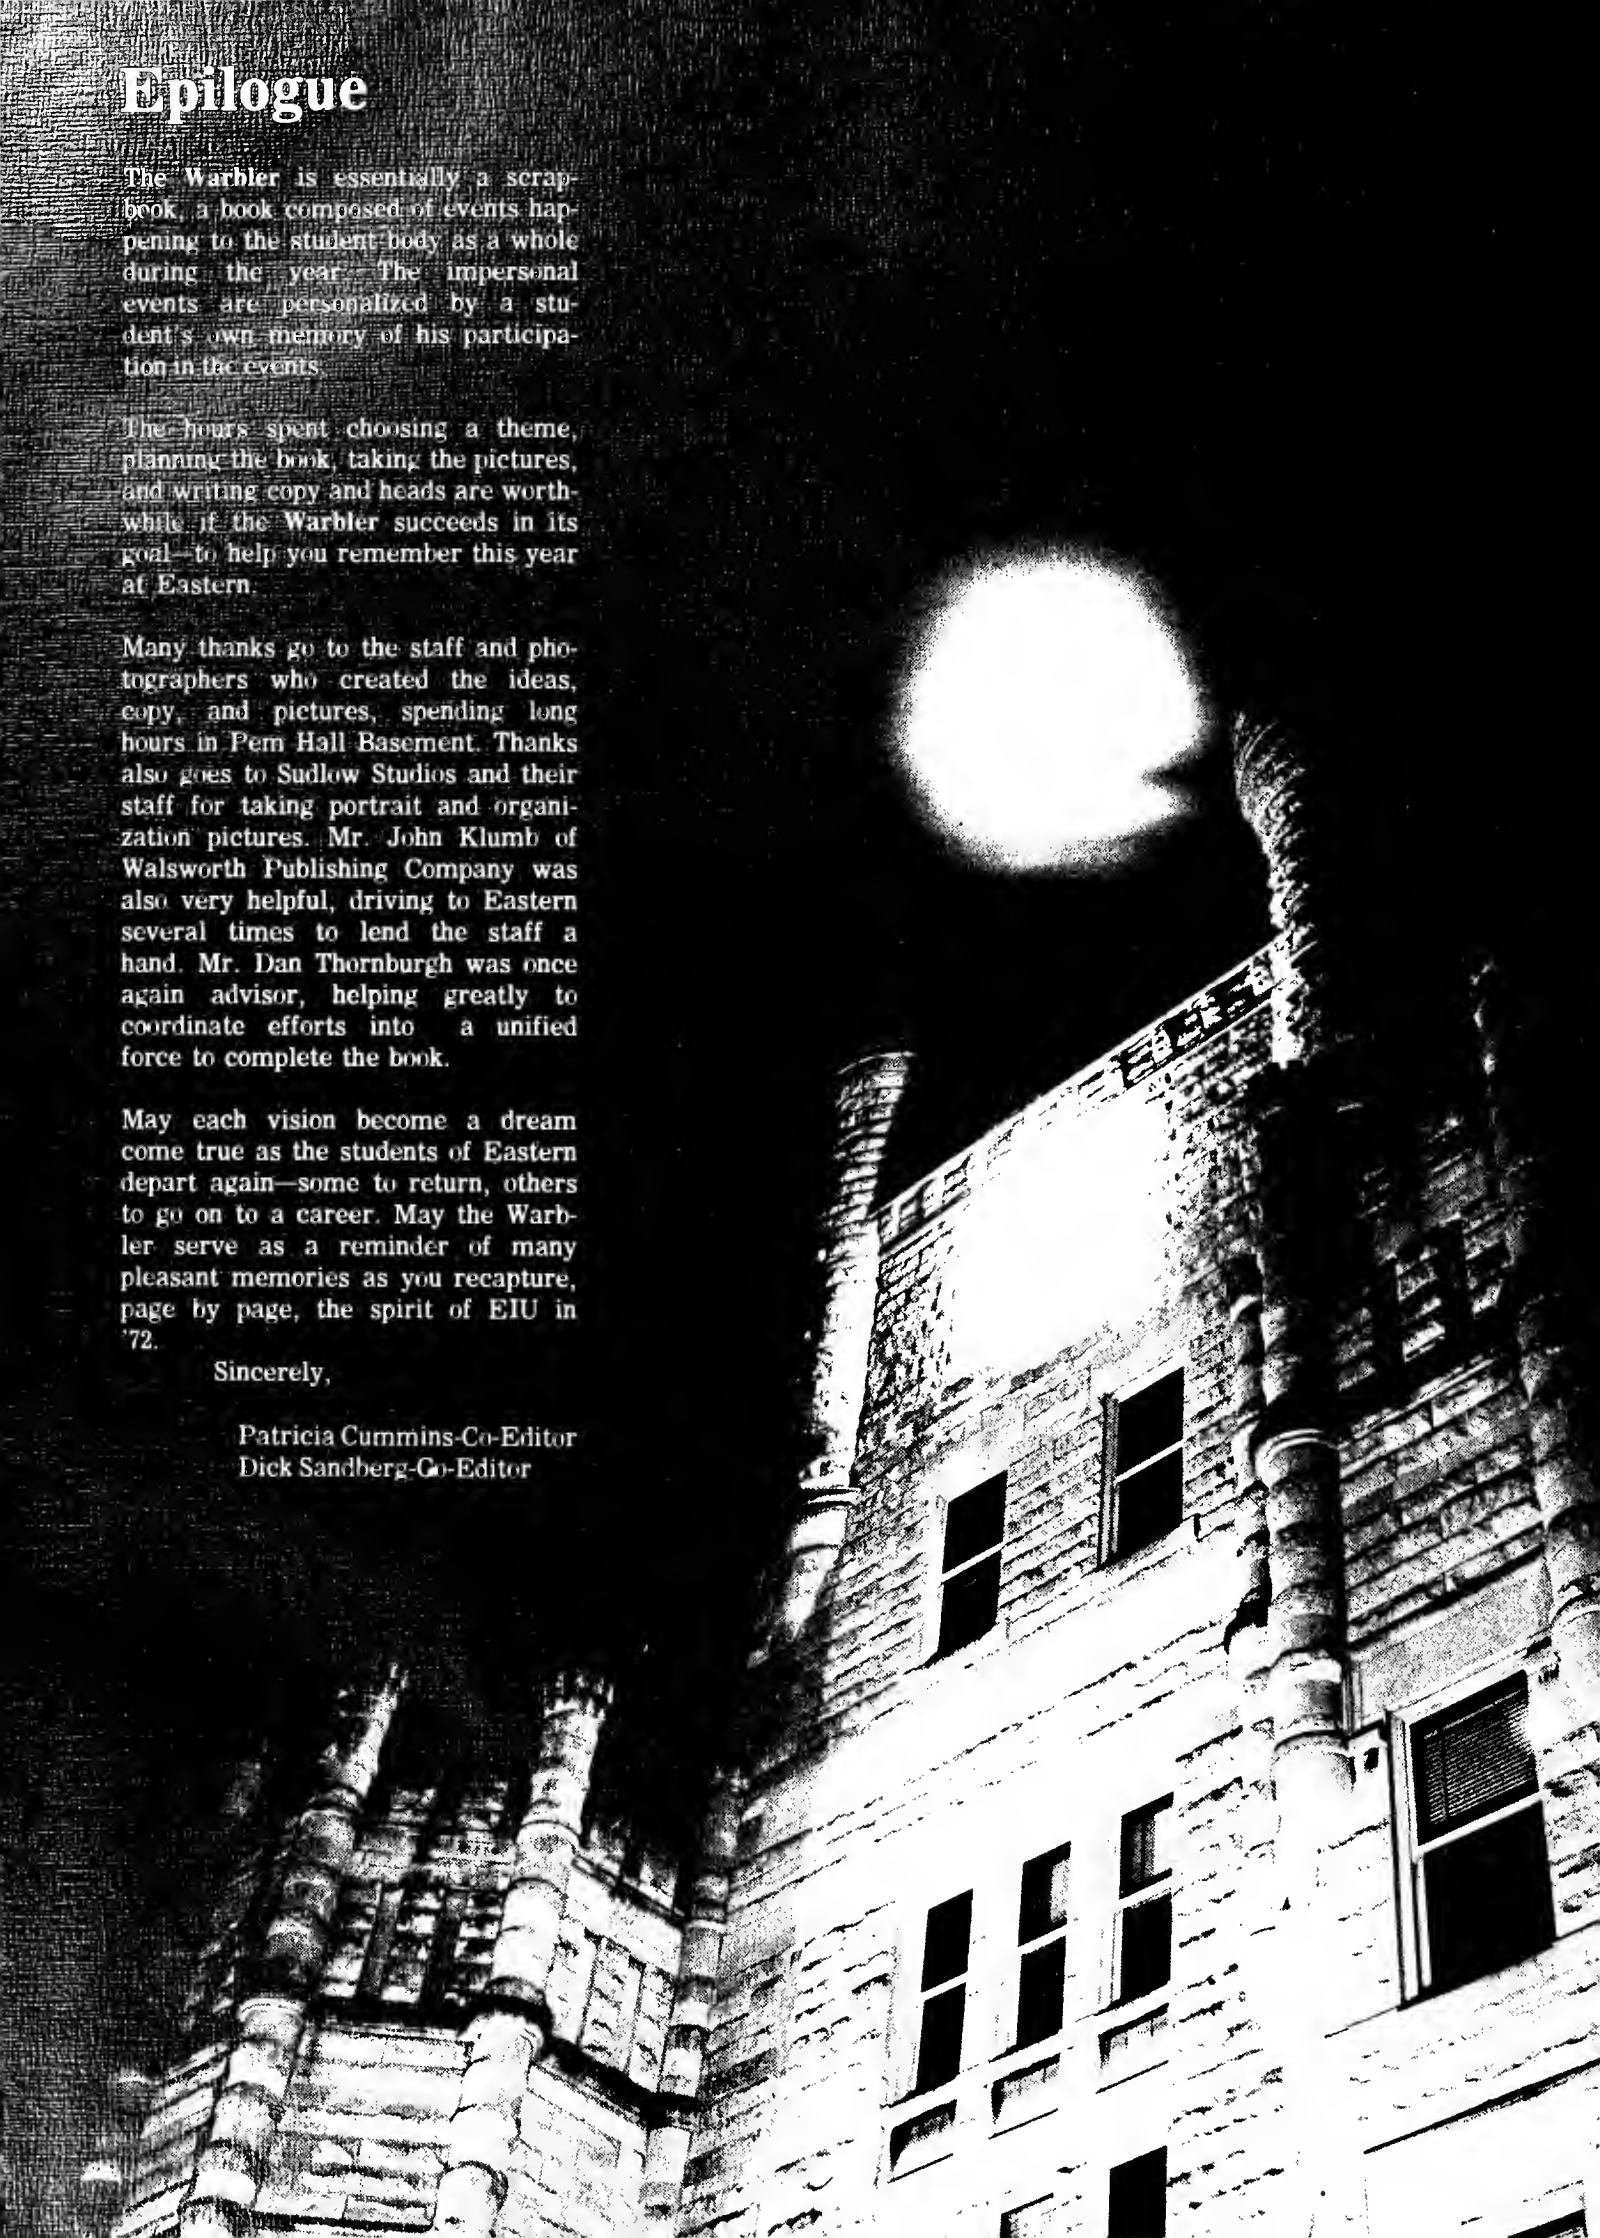 Epilogue
The Warbler is essentially a scrap-
book, a book composed of events hap-
pening to the student body as a whole
during the year. The impersonal
events are personalized by a stu-
dent's own memory of his participa-
tion in the events.
The hours spent choosing a theme,
planning the book, taking the pictures,
and writing copy and heads are worth-
while if the Warbler succeeds in its
goal—to help you remember this year
at Eastern.
Many thanks go to the staff and pho-
tographers who created the ideas,
copy, and pictures, spending long
hours in Pem Hall Basement. Thanks
also goes to Sudlow Studios and their
staff for taking portrait and organi-
zation pictures. Mr. John Klumb of
Walsworth Publishing Company was
also very helpful, driving to Eastern
several times to lend the staff a
hand. Mr. Dan Thornburgh was once
again advisor, helping greatly to
coordinate efforts into a unified
force to complete the book.
May each vision become a dream
come true as the students of Eastern
depart again—some to return, others
to go on to a career. May the Warb-
ler serve as a reminder of many
pleasant memories as you recapture,
page by page, the spirit of EIU in
'72.
Sincerely,
Patricia Cummins-Co-Editor
Dick Sandberg-Co-Editor